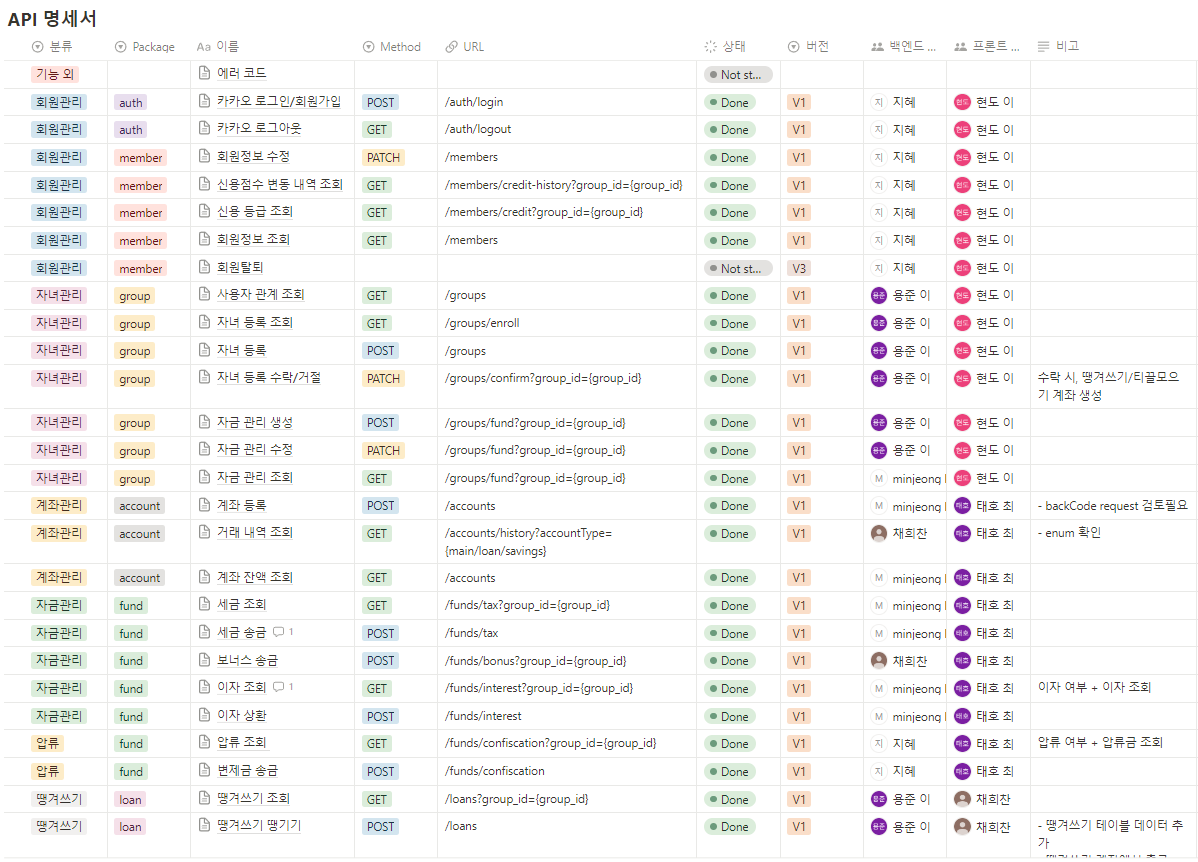 API 명세서
분류 Package Aa 이름 Method URL 상태 버전 백엔드 ... 프론트 ... 비고
기능 외 에러 코드 Not st...
회원관리 auth 카카오 로그인/회원가입 POST /auth/login Done V1 지 지혜 현도 현도 이
회원관리 auth 카카오 로그아웃 GET /auth/logout Done V1 지 지혜 현도 현도 이
회원관리 member 회원정보 수정 PATCH /members Done V1 지 지혜 현도 현도 이
회원관리 member 신용점수 변동 내역 조회 GET /members/credit-history?group_id={group_id} Done V1 지 지혜 현도 현도 이
회원관리 member 신용 등급 조회 GET /members/credit?group_id={group_id} Done V1 지 지혜 현도 현도 이
회원관리 member 회원정보 조회 GET /members Done V1 지 지혜 현도 현도 이
회원관리 member 회원탈퇴 Not st... V3 지 지혜 현도 현도 이
자녀관리 group 사용자 관계 조회 GET /groups Done V1 용준 용준 이 현도 현도 이
자녀관리 group 자녀 등록 조회 GET /groups/enroll Done V1 용준 용준 이 현도 현도 이
자녀관리 group 자녀 등록 POST /groups Done V1 용준 용준 이 현도 현도 이
자녀관리 group 자녀 등록 수락/거절 PATCH /groups/confirm?group_id={group_id} Done V1 용준 용준 이 현도 현도 이 수락 시, 땡겨쓰기/티끌모으
기 계좌 생성
자녀관리 group 자금 관리 생성 POST /groups/fund?group_id={group_id} Done V1 용준 용준 이 현도 현도 이
자녀관리 group 자금 관리 수정 PATCH /groups/fund?group_id={group_id} Done V1 용준 용준 이 현도 현도 이
자녀관리 group 자금 관리 조회 GET /groups/fund?group_id={group_id} Done V1 M minjeong 현도 현도 이
계좌관리 account 계좌 등록 POST /accounts Done V1 M minjeong 태호 태호 최 - backCode request 검토필요
계좌관리 account 거래 내역 조회 GET /accounts/history?accountType= Done V1 채희찬 태호 태호 최 - enum 확인
{main/loan/savings}
계좌관리 account 계좌 잔액 조회 GET /accounts Done V1 M minjeong 태호 태호 최
자금관리 fund 세금 조회 GET /funds/tax?group_id={group_id} Done V1 M minjeong 태호 태호 최
자금관리 fund 세금 송금 1 POST /funds/tax Done V1 M minjeong 태호 태호 최
자금관리 fund 보너스 송금 POST /funds/bonus?group_id={group_id} Done V1 채희찬 태호 태호 최
자금관리 fund 이자 조회 1 GET /funds/interest?group_id={group_id} Done V1 M minjeong 태호 태호 최 이자 여부 + 이자 조회
자금관리 fund 이자 상환 POST /funds/interest Done V1 M minjeong 태호 태호 최
압류 fund 압류 조회 GET /funds/confiscation?group_id={group_id} Done V1 지 지혜 태호 태호 최 압류 여부 + 압류금 조회
압류 fund 변제금 송금 POST /funds/confiscation Done V1 지 지혜 태호 태호 최
땡겨쓰기 loan 땡겨쓰기 조회 GET /loans?group_id={group_id} Done V1 용준 용준 이 채희찬
땡겨쓰기 loan 땡겨쓰기 땡기기 POST /loans Done V1 용준 용준 이 채희찬 - 땡겨쓰기 테이블 데이터 추
가